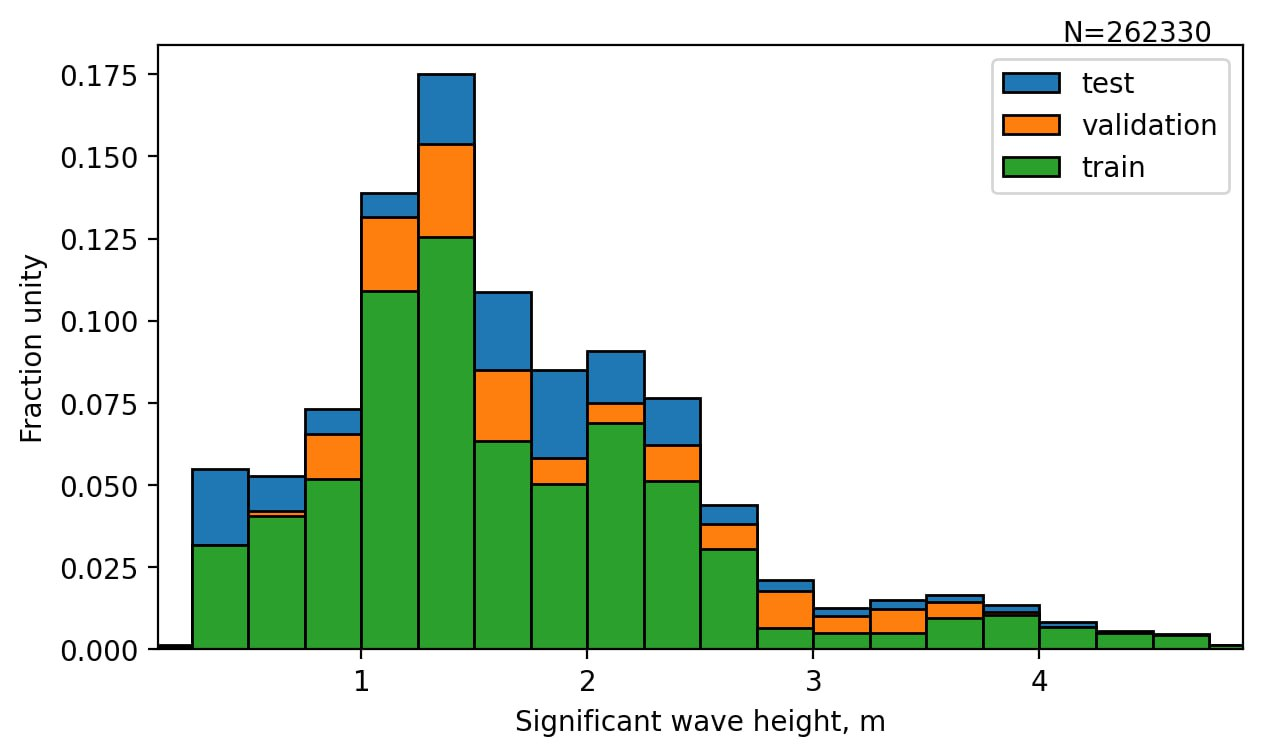 N=262330
test
validation
train
0.175
0.150
0.125
0.100
0.075
0.050
0.025
0.000
Fraction unity
1 2 3 4
Significant wave height, m